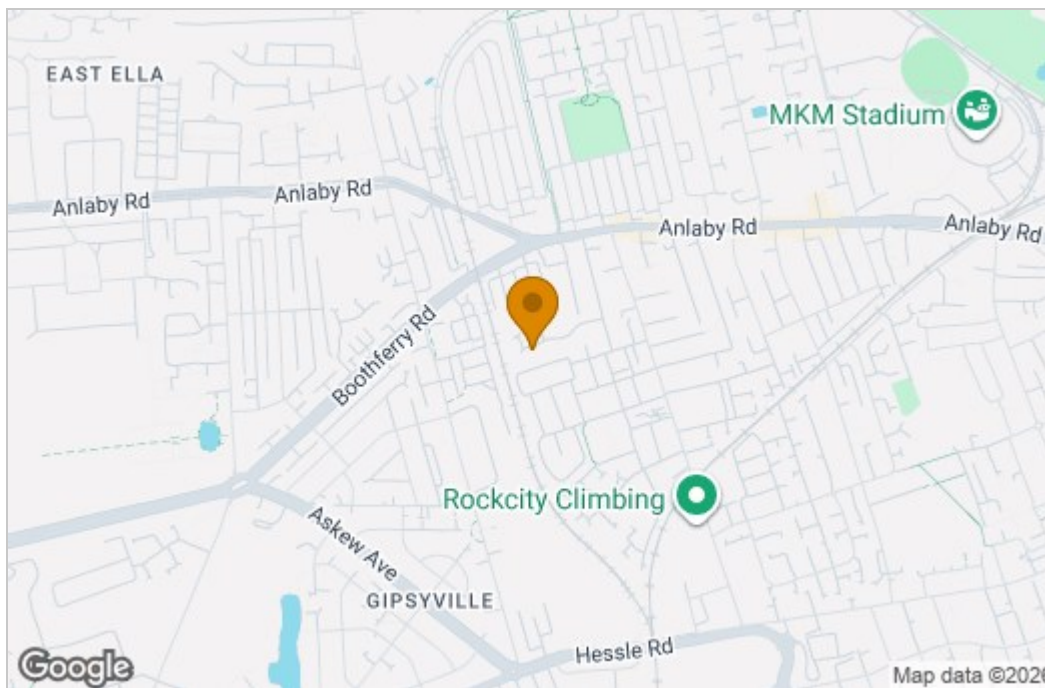 EAST ELLA
MKM Stadium
Anlaby Rd
Anlaby Rd
Anlaby Rd
Anlaby Rd
Boothferry Rd
Rockcity Climbing
Askew Ave
GIPSYVILLE
Hessle Rd
Google
Map data ©2026